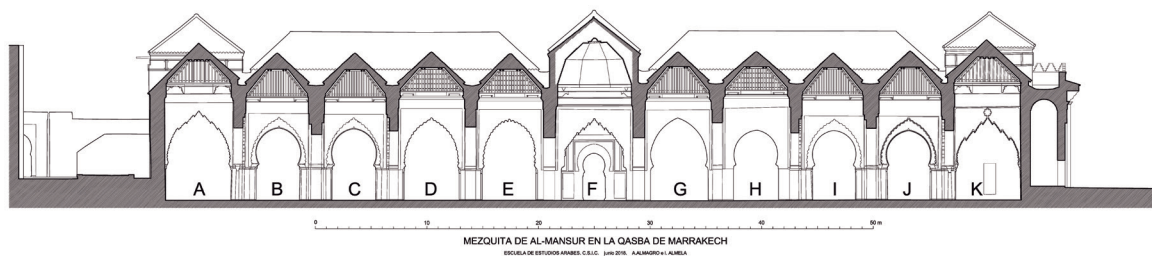 A B C D E F G H I J K
0 10 20 30 40 50 m
MEZQUITA DE AL-MANSUR EN LA QASBA DE MARRAKECH
ESCUELA DE ESTUDIOS ARABES. C.S.I.C. junio 2018. A.ALMAGRO e I. ALMELA